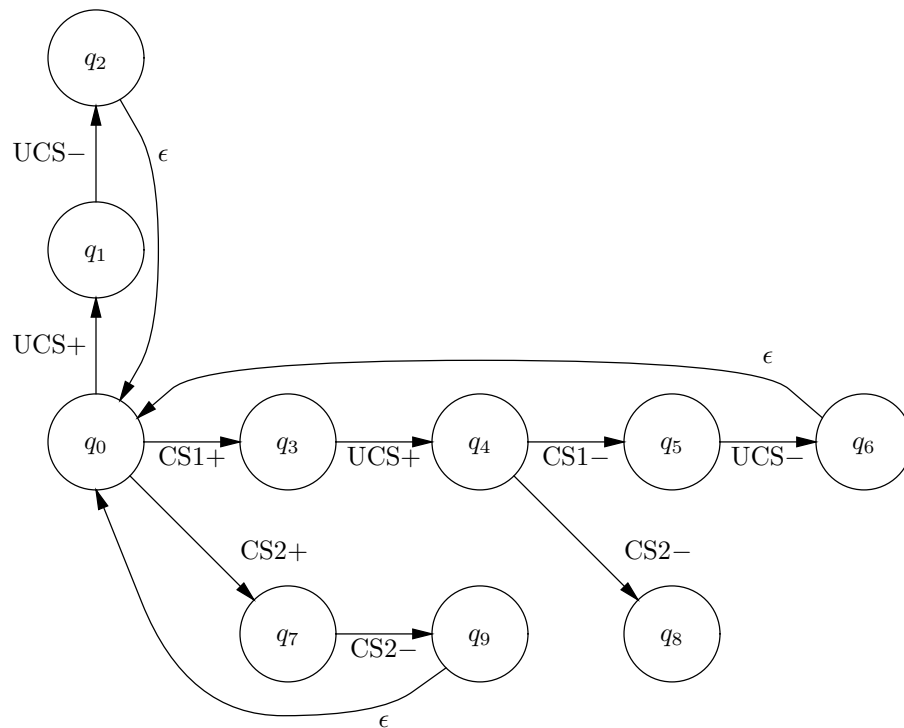 q2
UCS−
ϵ
q1
UCS+
ϵ
q0
CS1+
q3
UCS+
q4
CS1−
q5
UCS−
q6
CS2+
CS2−
q7
CS2−
q9
q8
ϵ